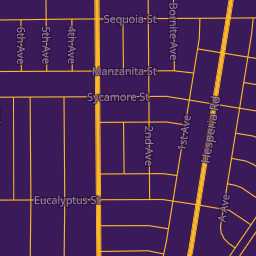 Sequoia St
6th Ave
5th Ave
4th Ave
Bornite Ave
Manzanita St
Sycamore St
2nd Ave
1st Ave
Hesperia Rd
Eucalyptus St
A Ave